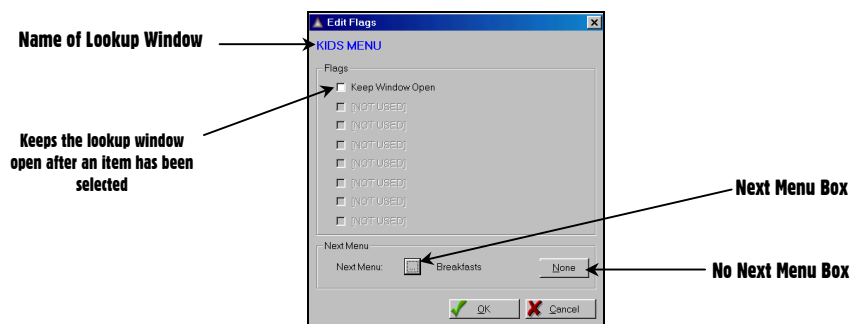 Edit Flags
Name of Lookup Window
KIDS MENU
Flags
Keep Window Open
[NOT USED]
[NOT USED]
[NOT USED]
[NOT USED]
[NOT USED]
[NOT USED]
[NOT USED]
Keeps the lookup window
open after an item has been
selected
Next Menu Box
Next Menu
Next Menu: ... Breakfasts None
No Next Menu Box
OK Cancel